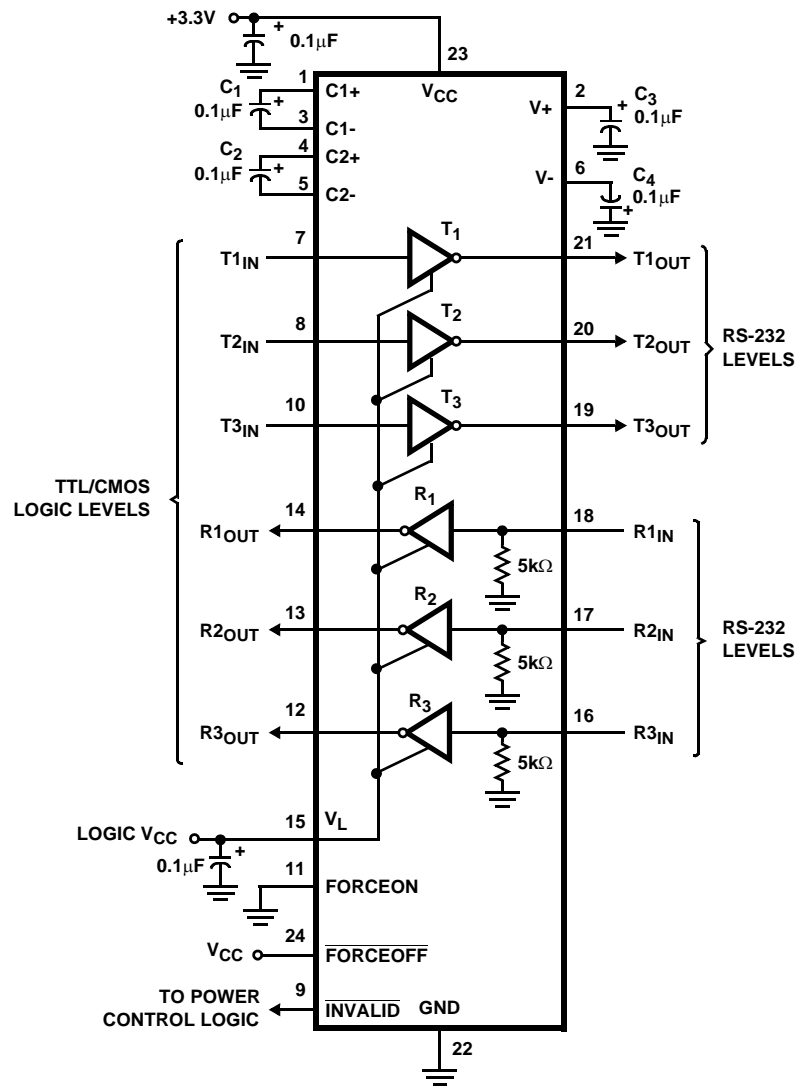 +3.3V
+
0.1μF
23
1
C1
0.1μF
+
C1+
VCC
2
V+
+
C3
0.1μF
3
C1-
4
C2
0.1μF
+
C2+
5
C2-
6
V-
C4
0.1μF
+
7
T1IN
T1
21
T1OUT
8
T2IN
T2
20
T2OUT
RS-232
LEVELS
10
T3IN
T3
19
T3OUT
TTL/CMOS
LOGIC LEVELS
14
R1OUT
R1
18
R1IN
5kΩ
13
R2OUT
R2
17
R2IN
RS-232
LEVELS
5kΩ
12
R3OUT
R3
16
R3IN
5kΩ
LOGIC VCC
15
VL
+
0.1μF
11
FORCEON
VCC
24
FORCEOFF
TO POWER
CONTROL LOGIC
9
INVALID
GND
22